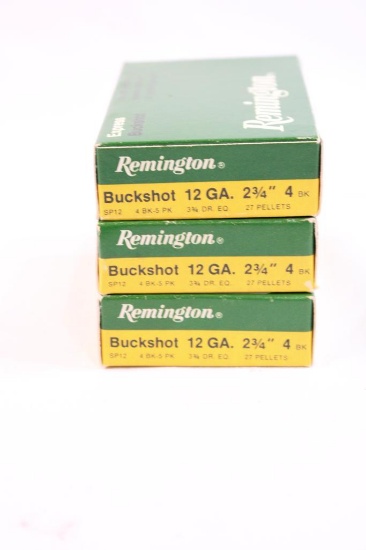 Express
Buckshot
Remington®
Remington®
Buckshot 12 GA. 2¾" 4 BK
SP12 4 BK-5 PK 3¾ DR. EQ. 27 PELLETS
Remington®
Buckshot 12 GA. 2¾" 4 BK
SP12 4 BK-5 PK 3¾ DR. EQ. 27 PELLETS
Remington®
Buckshot 12 GA. 2¾" 4 BK
SP12 4 BK-5 PK 3¾ DR. EQ. 27 PELLETS